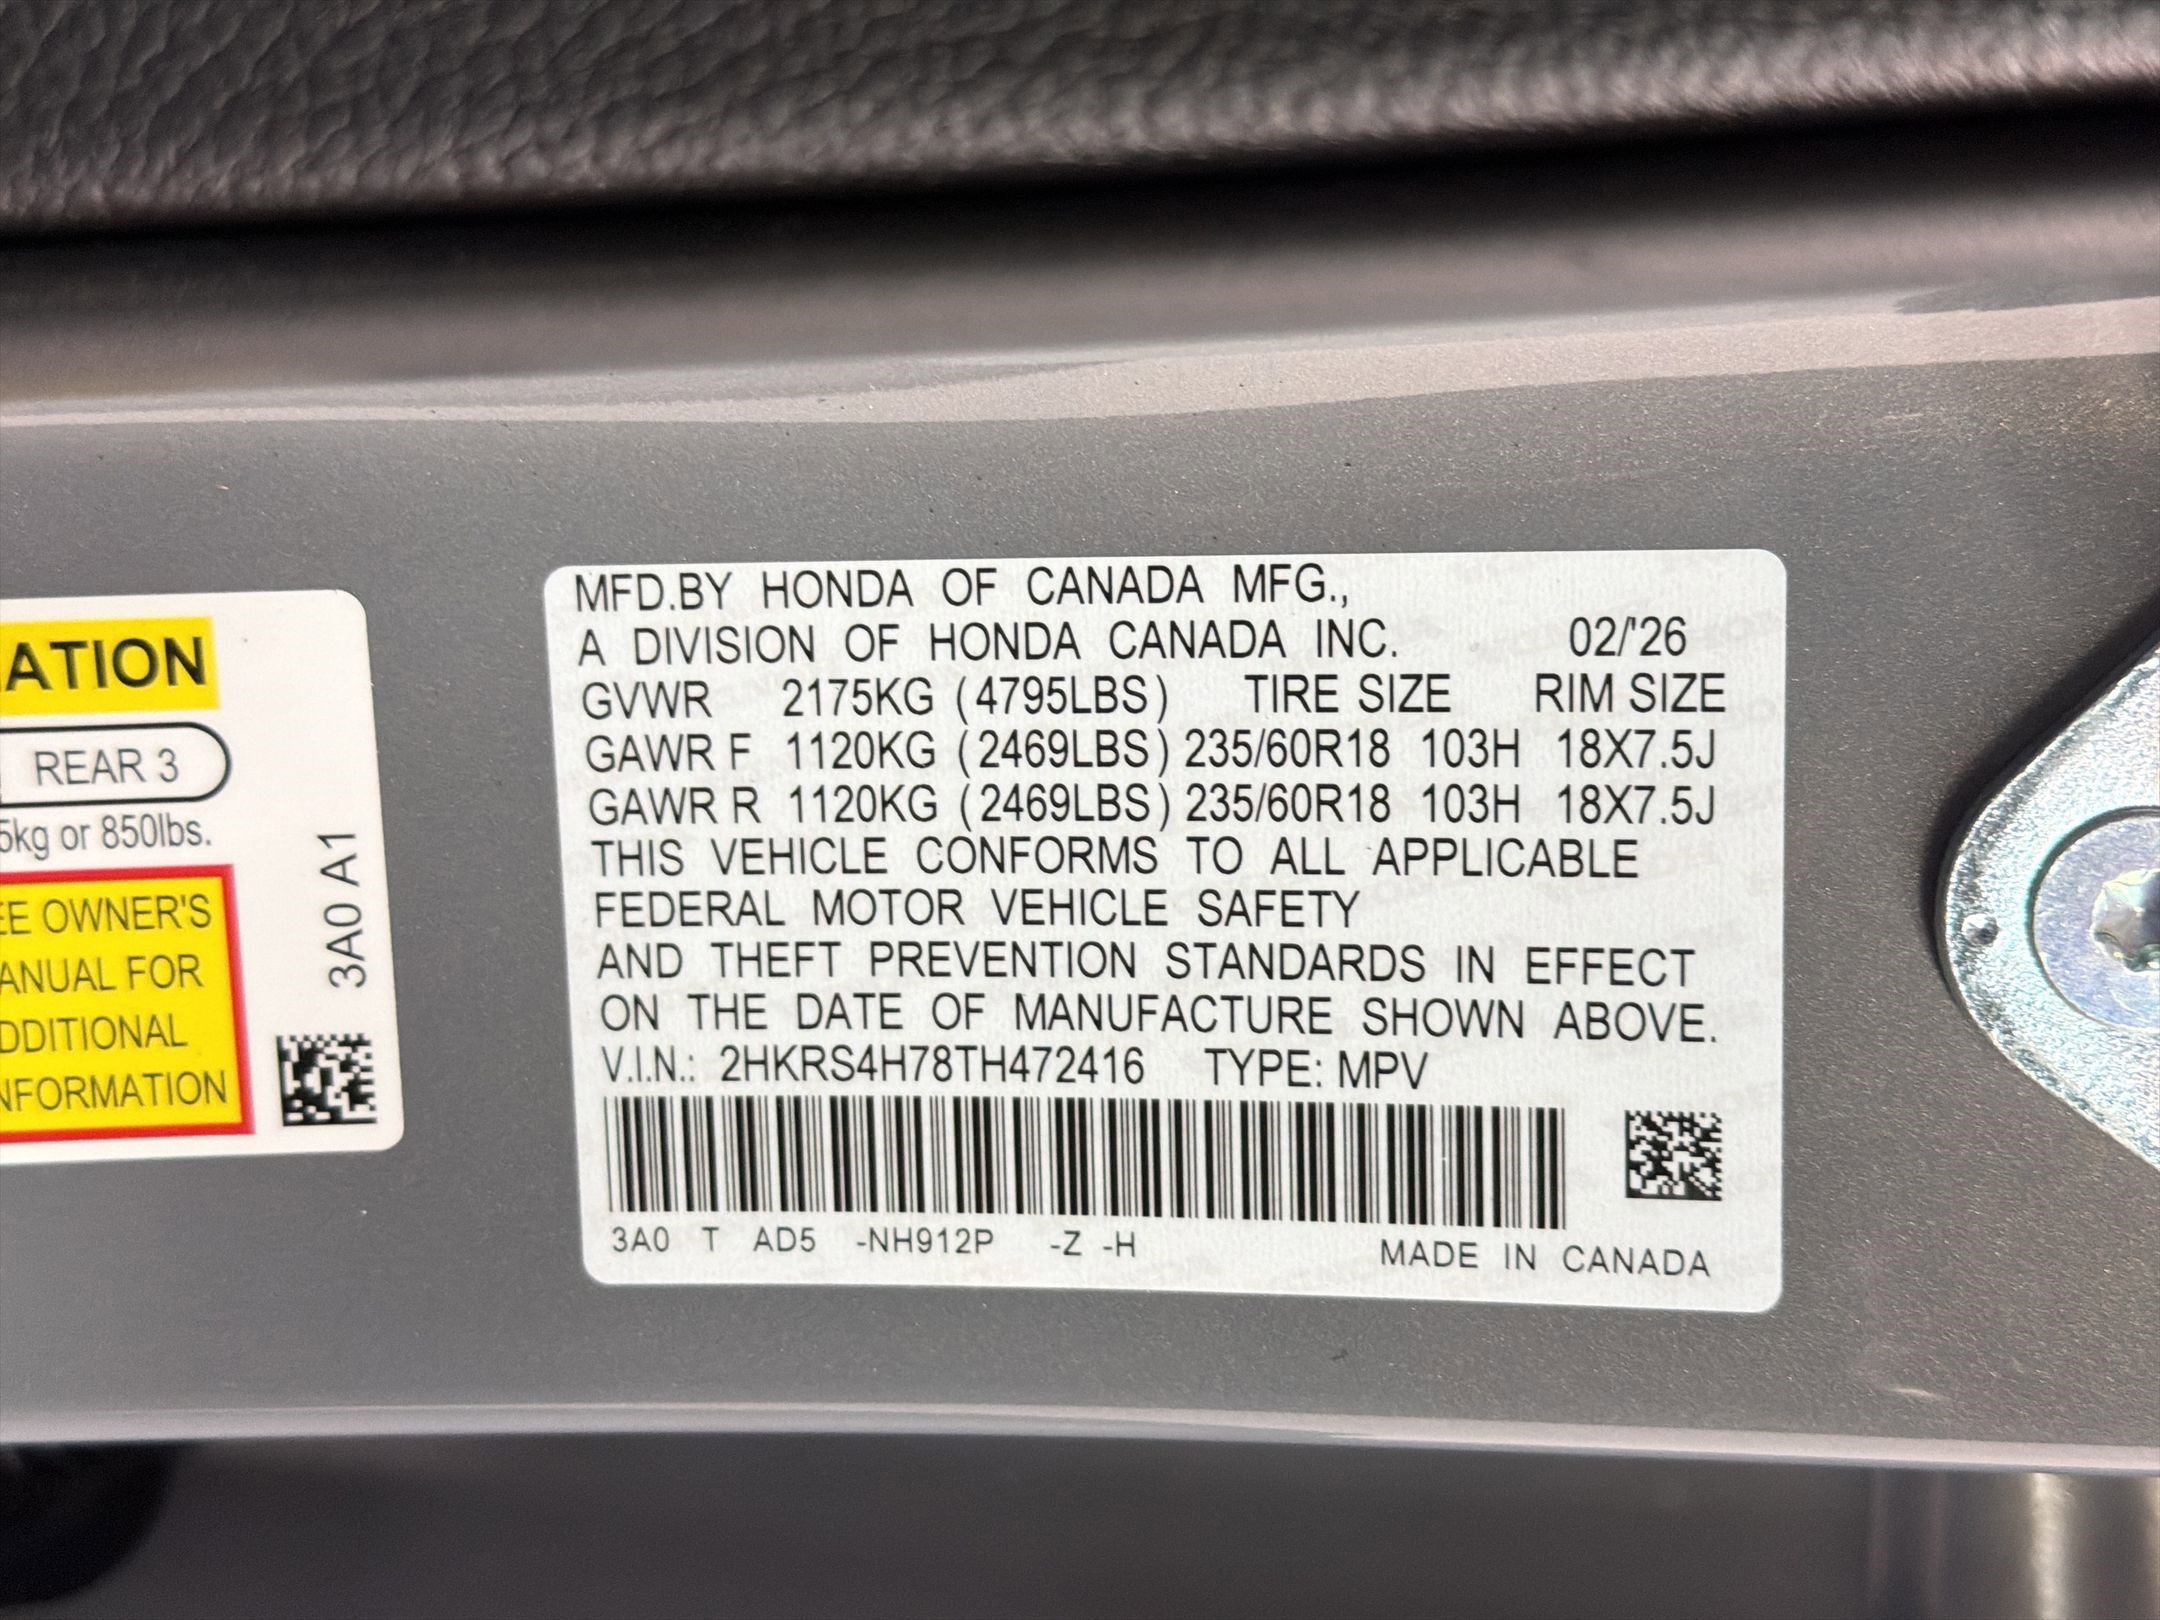 ATION
REAR 3
5kg or 850lbs.
EE OWNER'S
ANUAL FOR
DDITIONAL
NFORMATION
3A0 A1
MFD.BY HONDA OF CANADA MFG.,
A DIVISION OF HONDA CANADA INC. 02/'26
GVWR 2175KG (4795LBS) TIRE SIZE RIM SIZE
GAWR F 1120KG (2469LBS) 235/60R18 103H 18X7.5J
GAWR R 1120KG (2469LBS) 235/60R18 103H 18X7.5J
THIS VEHICLE CONFORMS TO ALL APPLICABLE
FEDERAL MOTOR VEHICLE SAFETY
AND THEFT PREVENTION STANDARDS IN EFFECT
ON THE DATE OF MANUFACTURE SHOWN ABOVE.
V.I.N.: 2HKRS4H78TH472416 TYPE: MPV
3A0 T AD5 -NH912P -Z -H
MADE IN CANADA